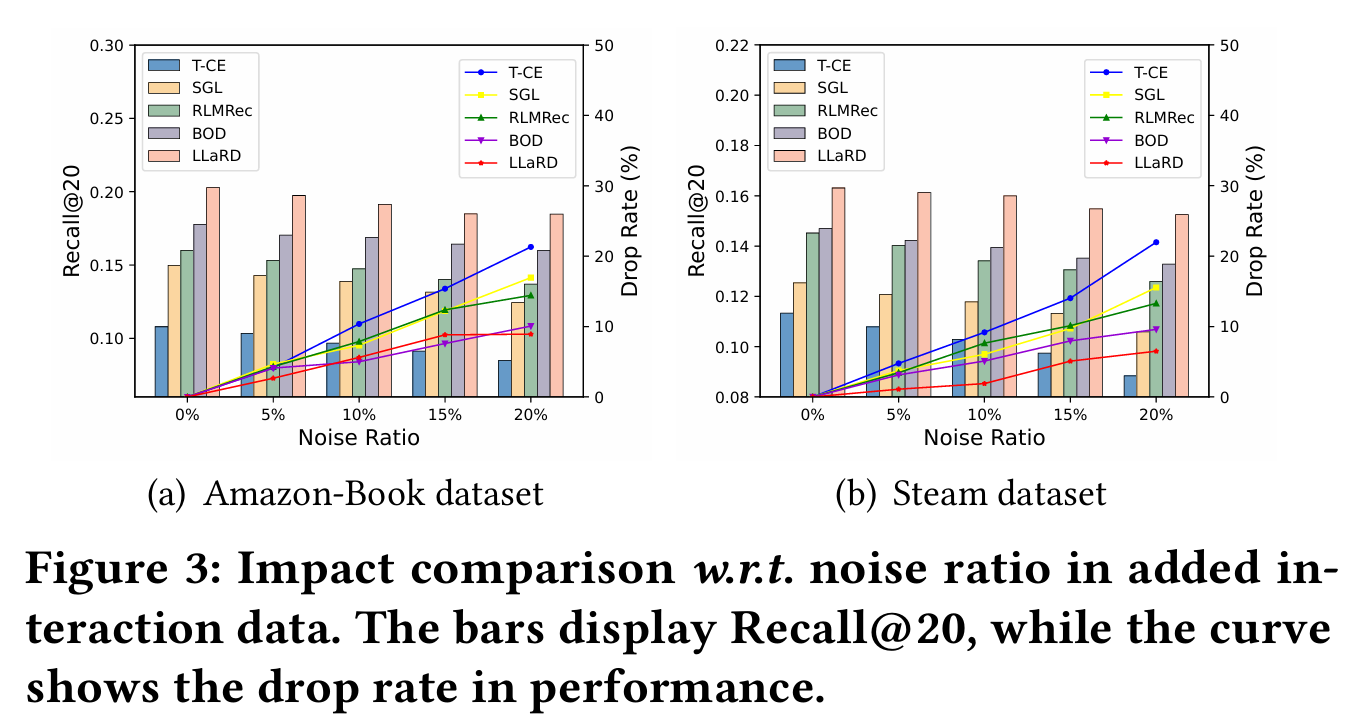 0.30
0.25
0.20
0.15
0.10
Recall@20
T-CE
SGL
RLMRec
BOD
LLaRD
T-CE
SGL
RLMRec
BOD
LLaRD
50
40
30
20
10
0
Drop Rate (%)
0% 5% 10% 15% 20%
Noise Ratio
(a) Amazon-Book dataset
0.22
0.20
0.18
0.16
0.14
0.12
0.10
0.08
Recall@20
T-CE
SGL
RLMRec
BOD
LLaRD
T-CE
SGL
RLMRec
BOD
LLaRD
50
40
30
20
10
0
Drop Rate (%)
0% 5% 10% 15% 20%
Noise Ratio
(b) Steam dataset
Figure 3: Impact comparison w.r.t. noise ratio in added in-
teraction data. The bars display Recall@20, while the curve
shows the drop rate in performance.